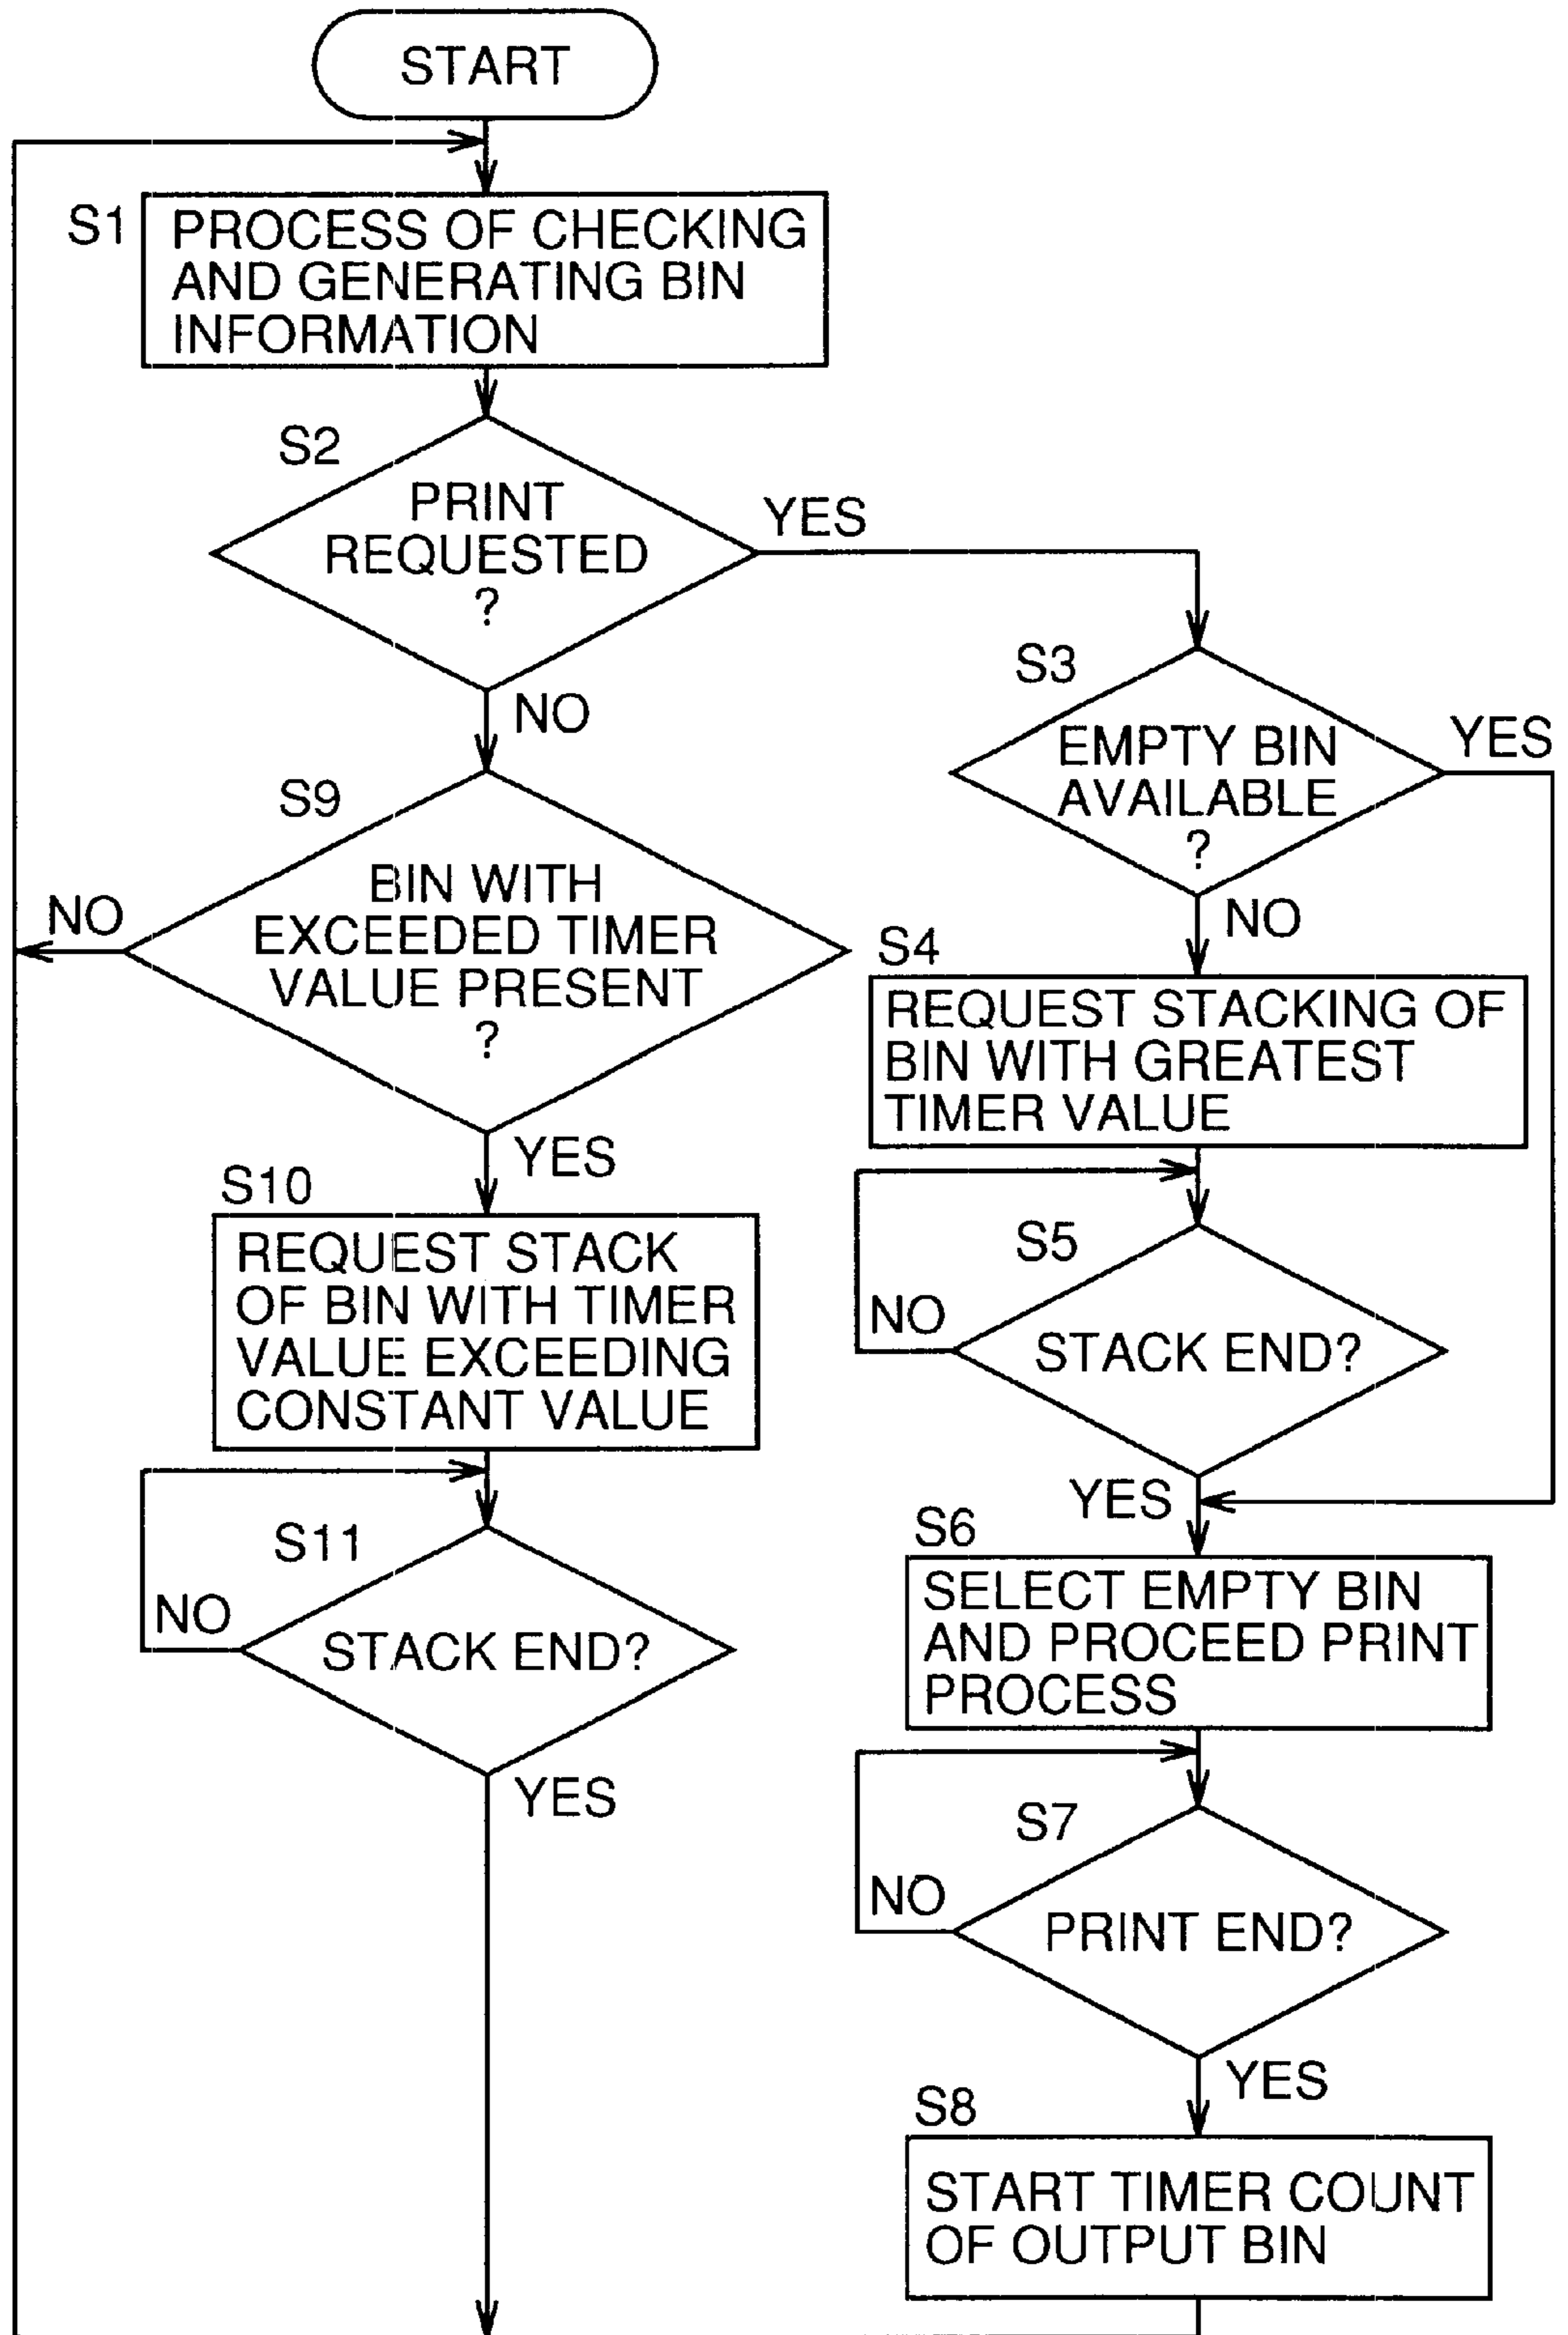 START
S1
PROCESS OF CHECKING
AND GENERATING BIN
INFORMATION
S2
PRINT
REQUESTED
?
YES
NO
S3
EMPTY BIN
AVAILABLE
?
YES
NO
S4
REQUEST STACKING OF
BIN WITH GREATEST
TIMER VALUE
S5
STACK END?
NO
YES
S6
SELECT EMPTY BIN
AND PROCEED PRINT
PROCESS
S7
PRINT END?
NO
YES
S8
START TIMER COUNT
OF OUTPUT BIN
S9
BIN WITH
EXCEEDED TIMER
VALUE PRESENT
?
NO
YES
S10
REQUEST STACK
OF BIN WITH TIMER
VALUE EXCEEDING
CONSTANT VALUE
S11
STACK END?
NO
YES